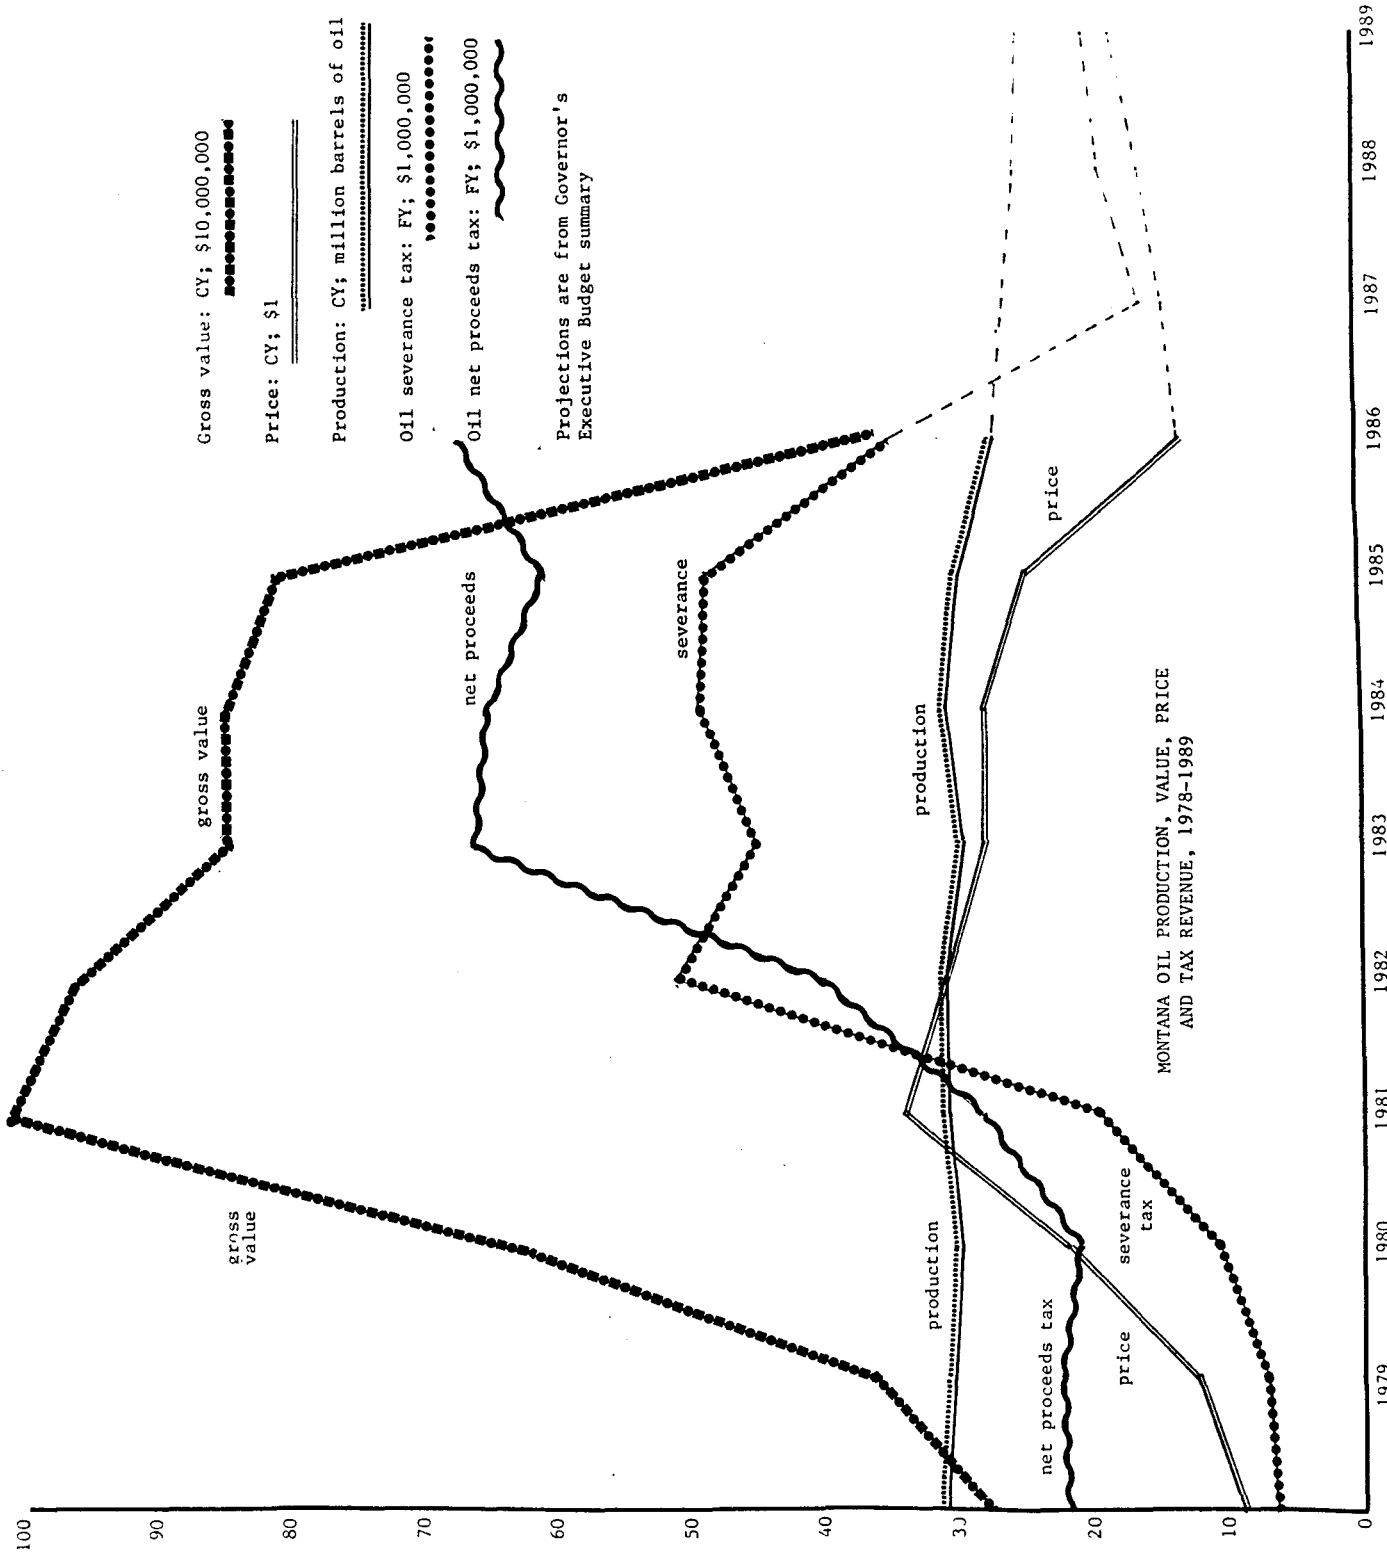 Gross value: CY; $10,000,000
Price: CY; $1
Production: CY; million barrels of oil
Oil severance tax: FY; $1,000,000
Oil net proceeds tax: FY; $1,000,000
Projections are from Governor's
Executive Budget summary
gross value
net proceeds
severance
production
price
gross
value
production
net proceeds tax
price
severance
tax
MONTANA OIL PRODUCTION, VALUE, PRICE
AND TAX REVENUE, 1978-1989
100
90
80
70
60
50
40
30
20
10
0
1979
1980
1981
1982
1983
1984
1985
1986
1987
1988
1989